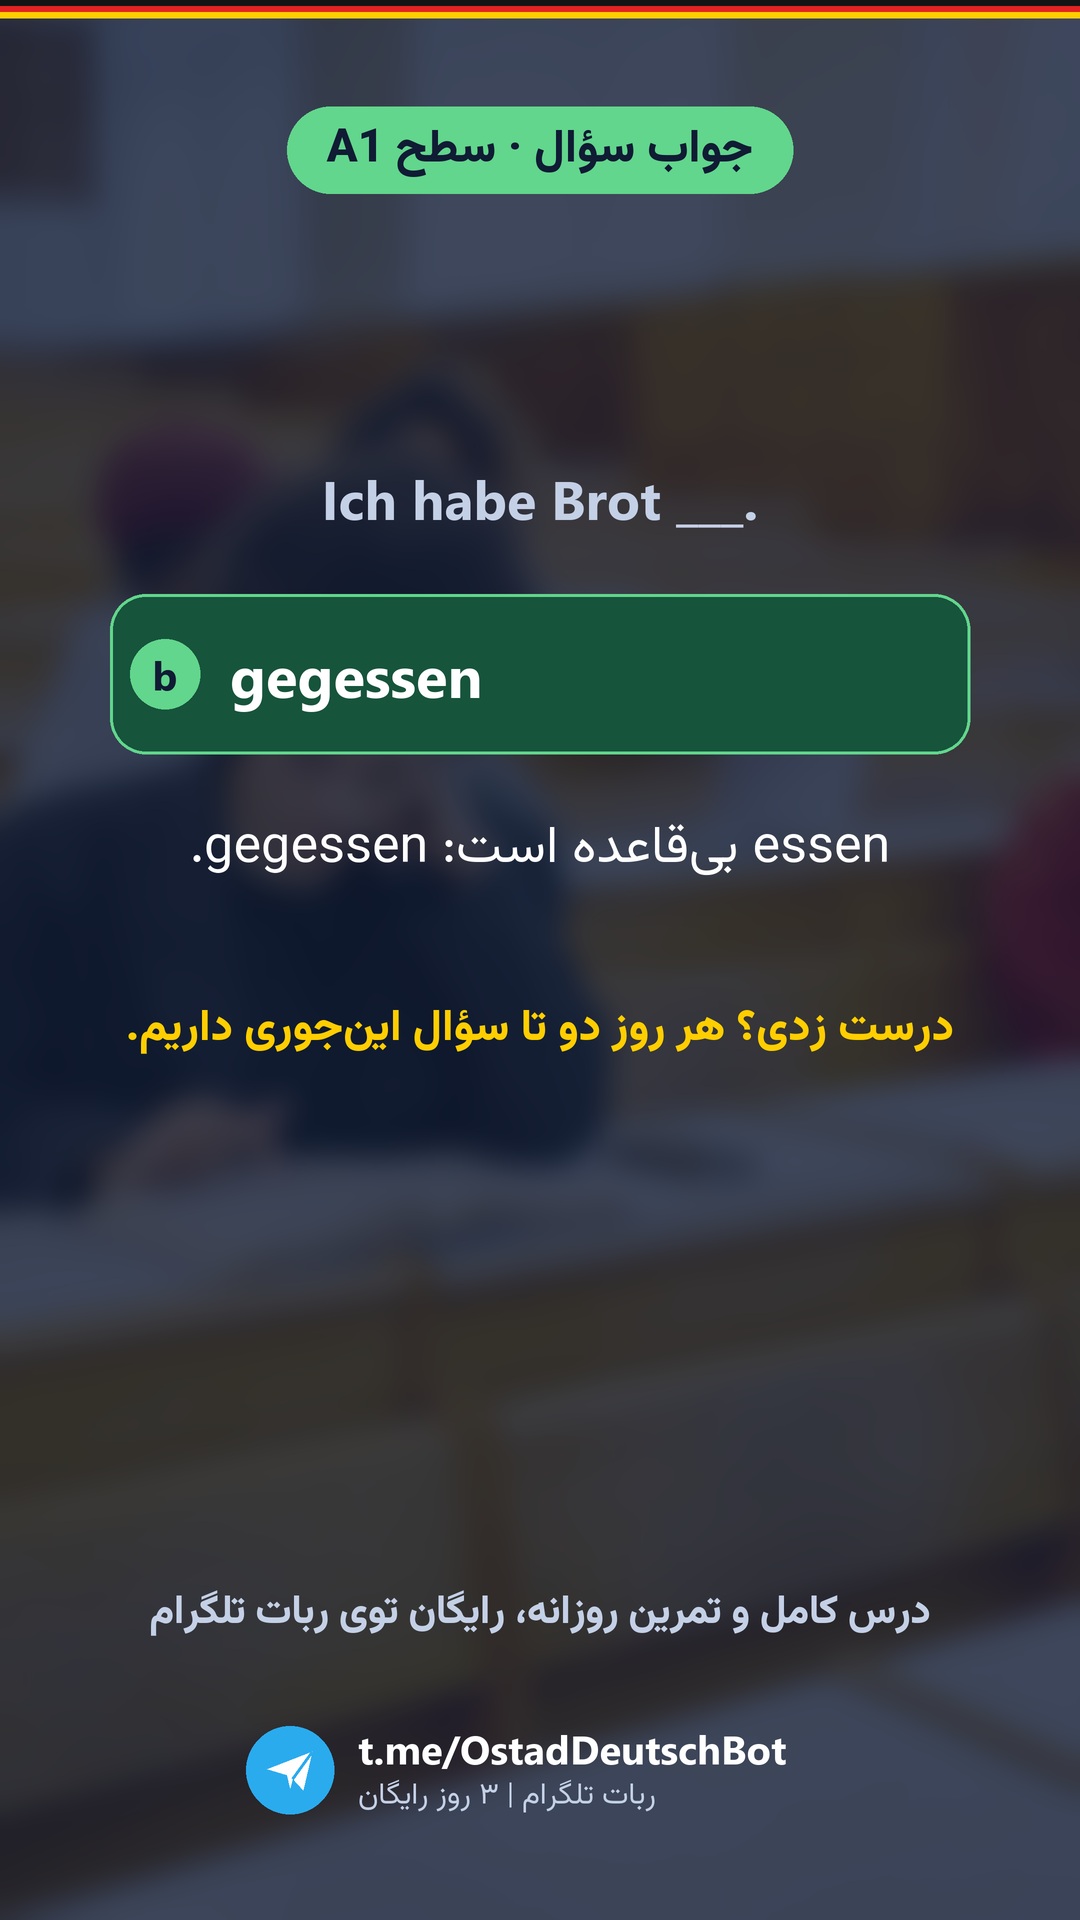 جواب سؤال · سطح A1
Ich habe Brot ___.
b gegessen
essen بی‌قاعده است: gegessen.
درست زدی؟ هر روز دو تا سؤال این‌جوری داریم.
درس کامل و تمرین روزانه، رایگان توی ربات تلگرام
t.me/OstadDeutschBot
ربات تلگرام | ۳ روز رایگان